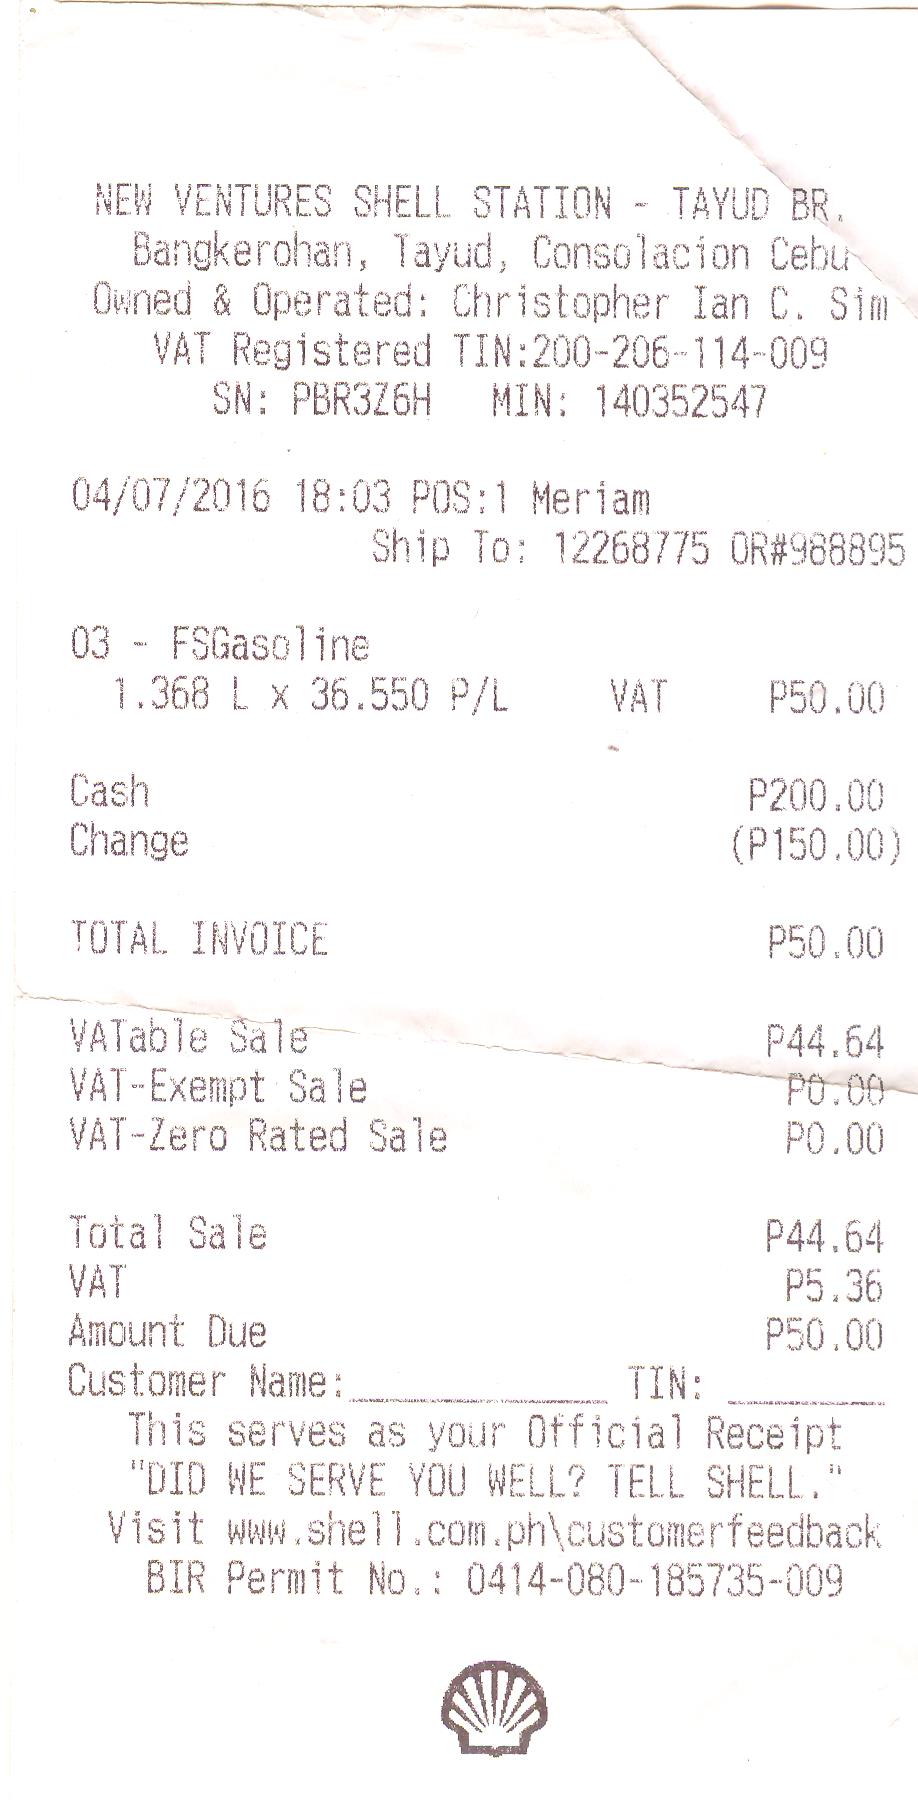 NEW VENTURES SHELL STATION - TAYUD BR.
Bangkerohan, Tayud, Consolacion Cebu
Owned & Operated: Christopher Ian C. Sim
VAT Registered TIN:200-206-114-009
SN: PBR3Z6H MIN: 140352547
04/07/2016 18:03 POS:1 Meriam
Ship To: 12268775 OR#988895
03 - FSGasoline
1.368 L x 36.550 P/L VAT P50.00
Cash P200.00
Change (P150.00)
TOTAL INVOICE P50.00
VATable Sale P44.64
VAT-Exempt Sale P0.00
VAT-Zero Rated Sale P0.00
Total Sale P44.64
VAT P5.36
Amount Due P50.00
Customer Name:_____________ TIN: ________
This serves as your Official Receipt
"DID WE SERVE YOU WELL? TELL SHELL."
Visit www.shell.com.ph\customerfeedback
BIR Permit No.: 0414-080-185735-009